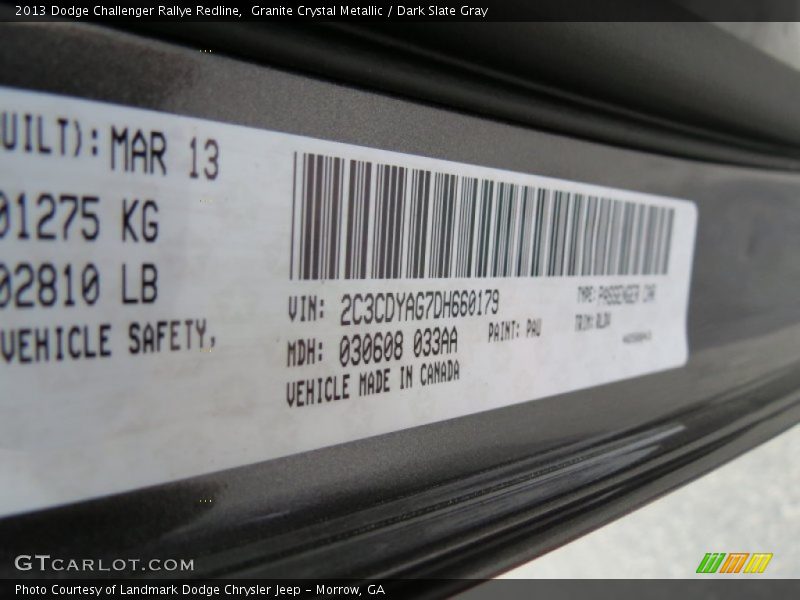 2013 Dodge Challenger Rallye Redline,  Granite Crystal Metallic / Dark Slate Gray
UILT): MAR 13
01275 KG
02810 LB
VEHICLE SAFETY,
VIN: 2C3CDYAG7DH660179
TYPE: PASSENGER CAR
MDH: 030608 033AA
PAINT: PAU
TRIM:
VEHICLE MADE IN CANADA
GTCARLOT.COM
Photo Courtesy of Landmark Dodge Chrysler Jeep - Morrow, GA